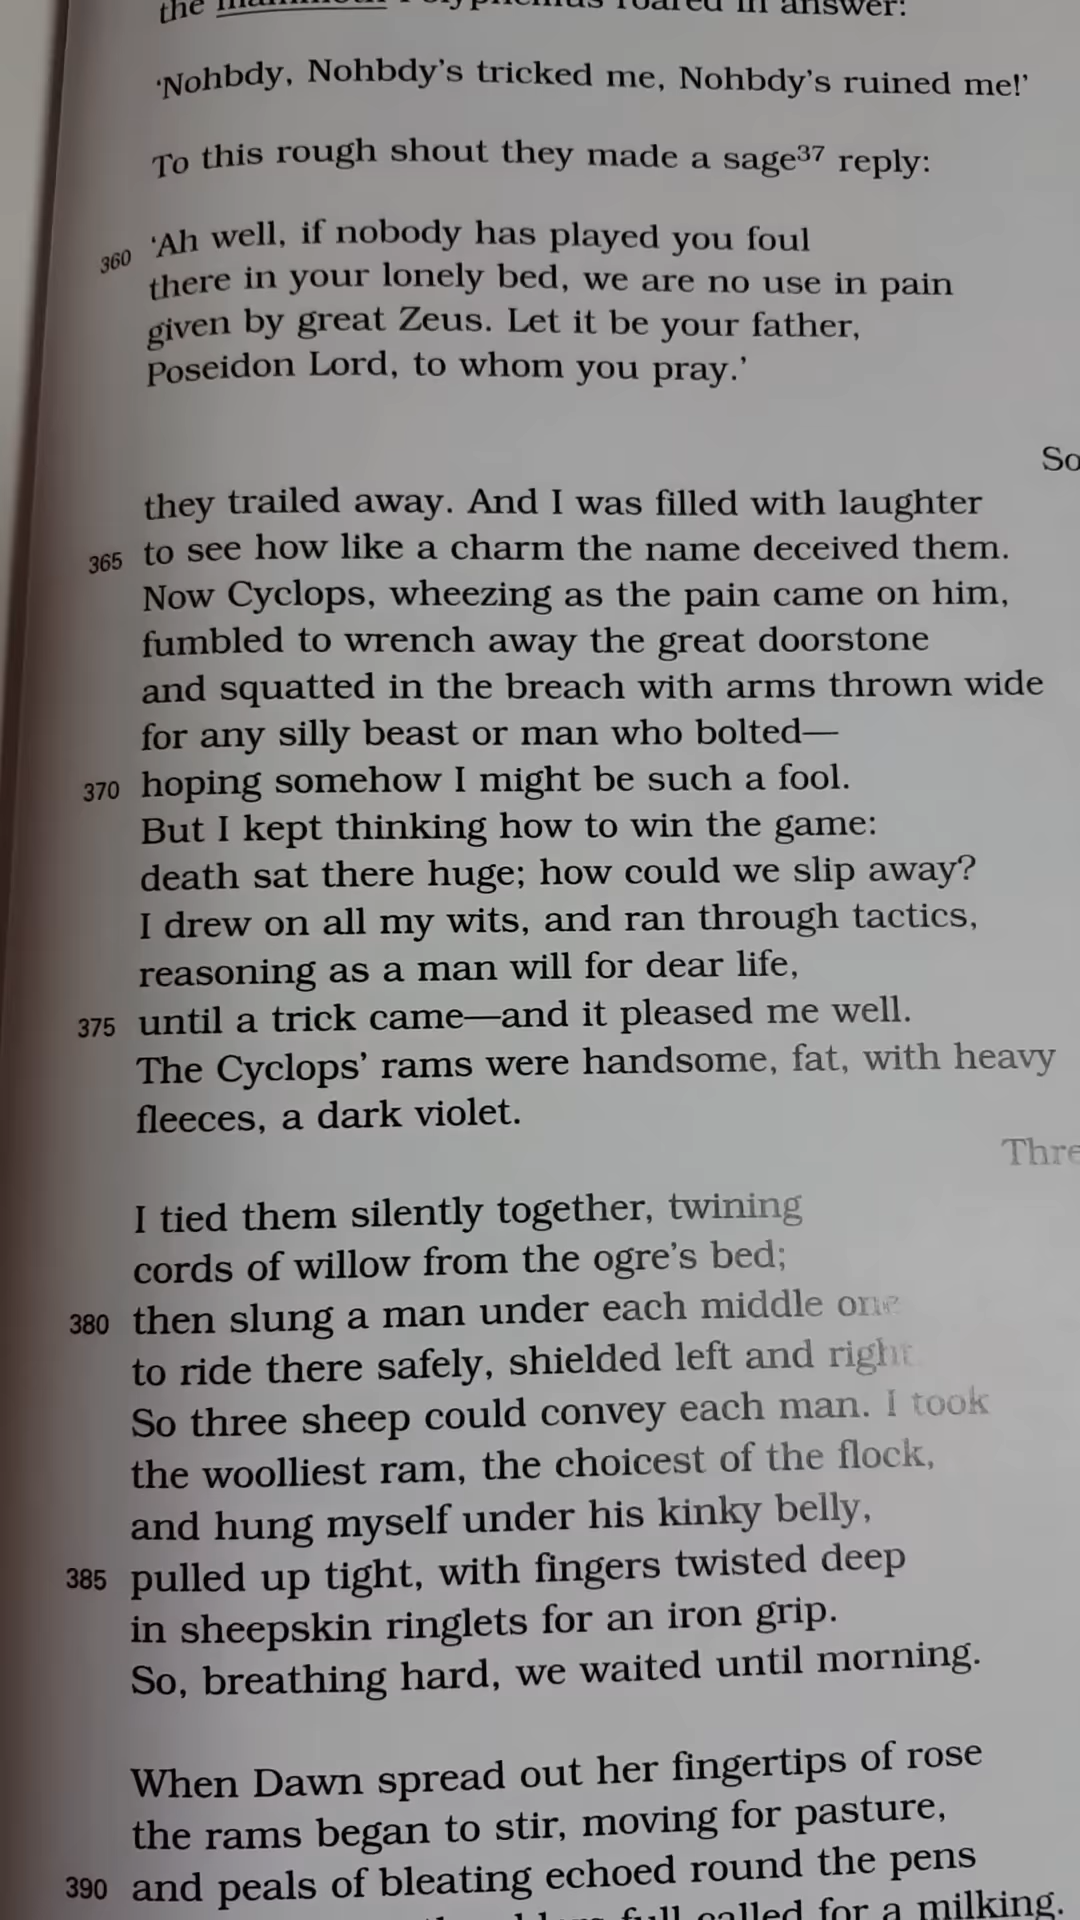 the mammoth Polyphemus roared in answer:
‘Nohbdy, Nohbdy’s tricked me, Nohbdy’s ruined me!’
To this rough shout they made a sage³⁷ reply:
360 ‘Ah well, if nobody has played you foul
there in your lonely bed, we are no use in pain
given by great Zeus. Let it be your father,
Poseidon Lord, to whom you pray.’
So
they trailed away. And I was filled with laughter
365 to see how like a charm the name deceived them.
Now Cyclops, wheezing as the pain came on him,
fumbled to wrench away the great doorstone
and squatted in the breach with arms thrown wide
for any silly beast or man who bolted—
370 hoping somehow I might be such a fool.
But I kept thinking how to win the game:
death sat there huge; how could we slip away?
I drew on all my wits, and ran through tactics,
reasoning as a man will for dear life,
375 until a trick came—and it pleased me well.
The Cyclops’ rams were handsome, fat, with heavy
fleeces, a dark violet.
Thre
I tied them silently together, twining
cords of willow from the ogre’s bed;
380 then slung a man under each middle one
to ride there safely, shielded left and right.
So three sheep could convey each man. I took
the woolliest ram, the choicest of the flock,
and hung myself under his kinky belly,
385 pulled up tight, with fingers twisted deep
in sheepskin ringlets for an iron grip.
So, breathing hard, we waited until morning.
When Dawn spread out her fingertips of rose
the rams began to stir, moving for pasture,
390 and peals of bleating echoed round the pens
full called for a milking.